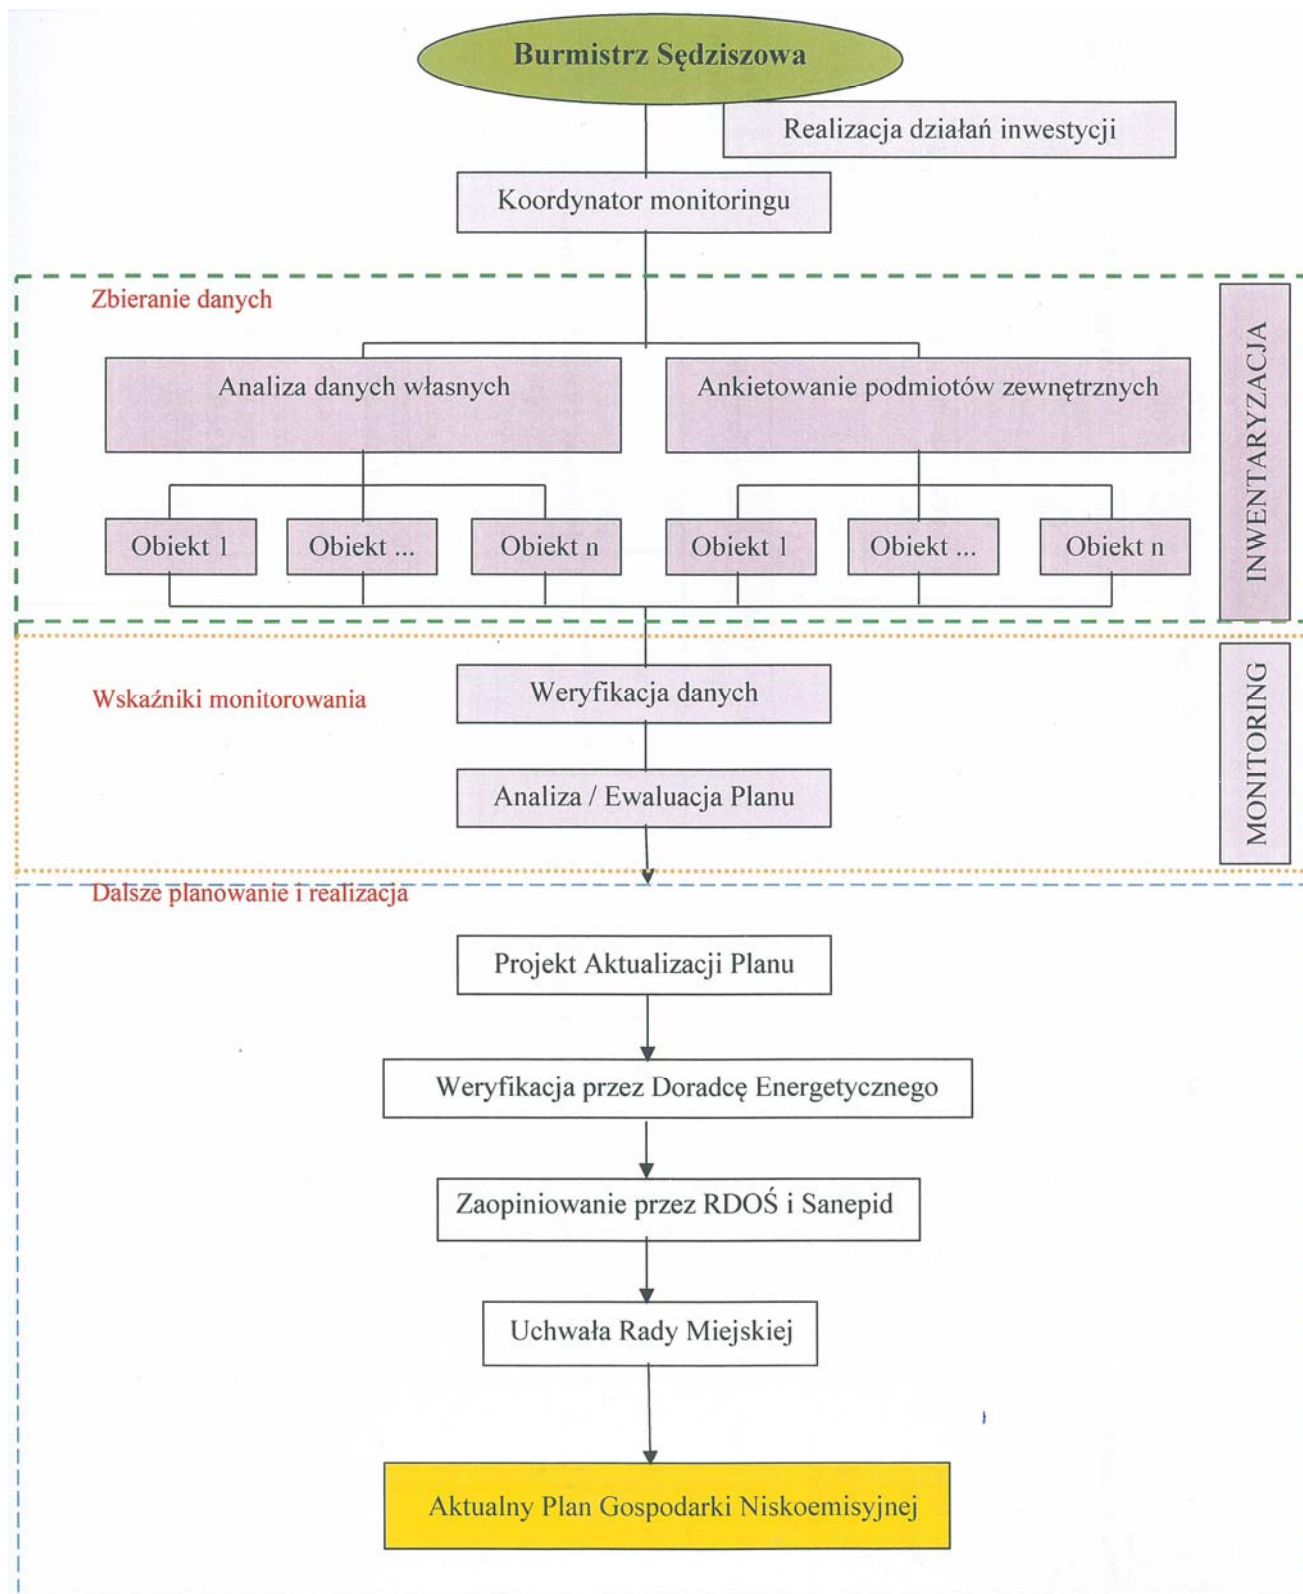 Burmistrz Sędziszowa
Realizacja działań inwestycji
Koordynator monitoringu
Zbieranie danych
INWENTARYZACJA
Analiza danych własnych
Ankietowanie podmiotów zewnętrznych
Obiekt 1
Obiekt ...
Obiekt n
Obiekt 1
Obiekt ...
Obiekt n
Wskaźniki monitorowania
Weryfikacja danych
MONITORING
Analiza / Ewaluacja Planu
Dalsze planowanie i realizacja
Projekt Aktualizacji Planu
Weryfikacja przez Doradcę Energetycznego
Zaopiniowanie przez RDOŚ i Sanepid
Uchwała Rady Miejskiej
Aktualny Plan Gospodarki Niskoemisyjnej